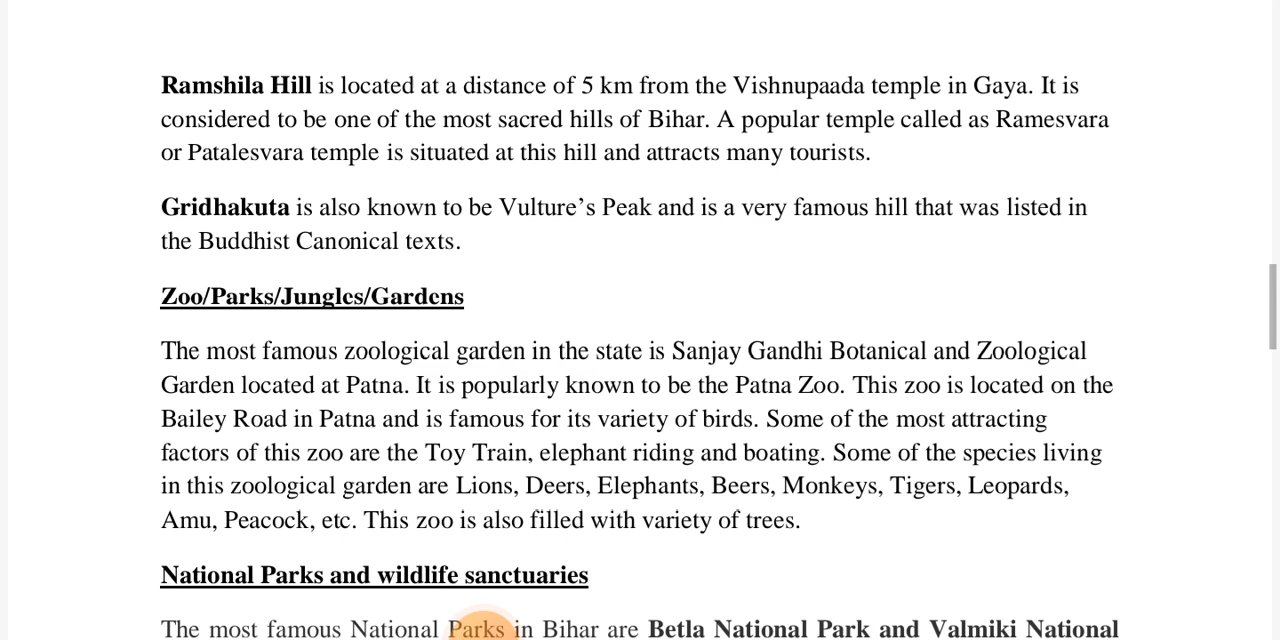 Ramshila Hill is located at a distance of 5 km from the Vishnupaada temple in Gaya. It is
considered to be one of the most sacred hills of Bihar. A popular temple called as Ramesvara
or Patalesvara temple is situated at this hill and attracts many tourists.
Gridhakuta is also known to be Vulture’s Peak and is a very famous hill that was listed in
the Buddhist Canonical texts.
Zoo/Parks/Jungles/Gardens
The most famous zoological garden in the state is Sanjay Gandhi Botanical and Zoological
Garden located at Patna. It is popularly known to be the Patna Zoo. This zoo is located on the
Bailey Road in Patna and is famous for its variety of birds. Some of the most attracting
factors of this zoo are the Toy Train, elephant riding and boating. Some of the species living
in this zoological garden are Lions, Deers, Elephants, Beers, Monkeys, Tigers, Leopards,
Amu, Peacock, etc. This zoo is also filled with variety of trees.
National Parks and wildlife sanctuaries
The most famous National Parks in Bihar are Betla National Park and Valmiki National